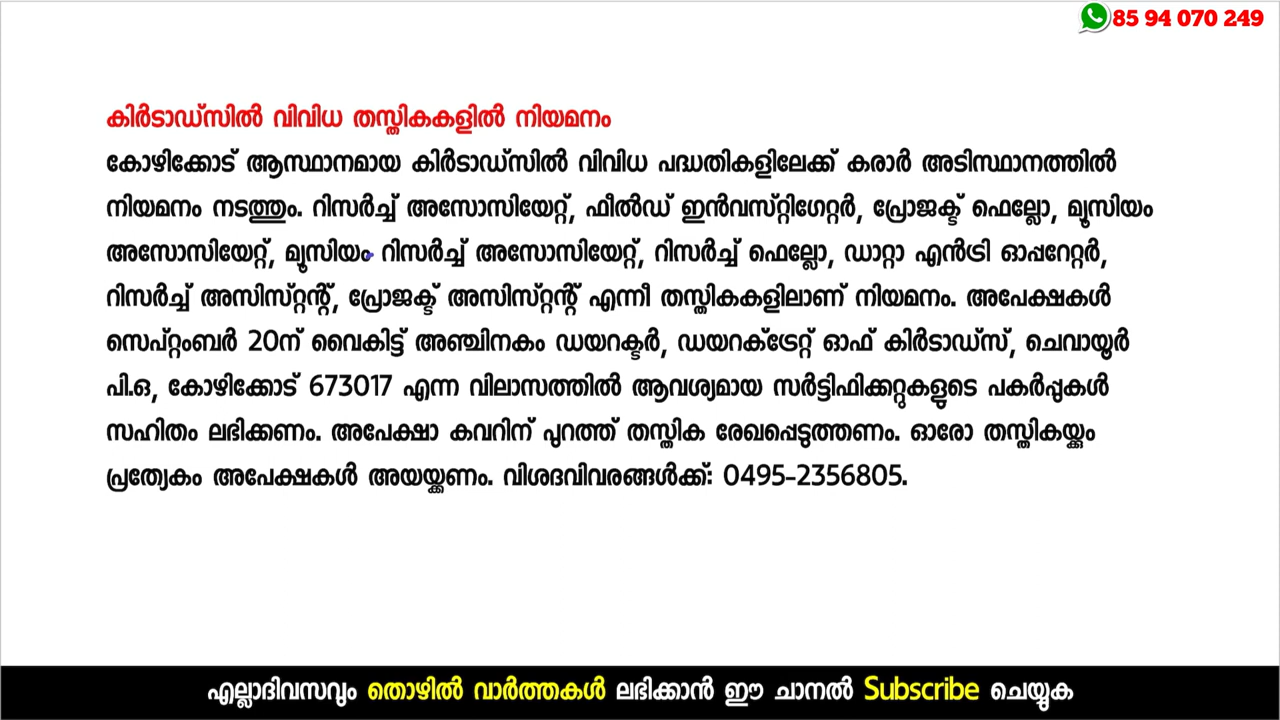 85 94 070 249
കിർടാഡ്സിൽ വിവിധ തസ്തികകളിൽ നിയമനം
കോഴിക്കോട് ആസ്ഥാനമായ കിർടാഡ്സിൽ വിവിധ പദ്ധതികളിലേക്ക് കരാർ അടിസ്ഥാനത്തിൽ
നിയമനം നടത്തും. റിസർച്ച് അസോസിയേറ്റ്, ഫീൽഡ് ഇൻവസ്റ്റിഗേറ്റർ, പ്രോജക്ട് ഫെല്ലോ, മ്യൂസിയം
അസോസിയേറ്റ്, മ്യൂസിയം റിസർച്ച് അസോസിയേറ്റ്, റിസർച്ച് ഫെല്ലോ, ഡാറ്റാ എൻട്രി ഓപ്പറേറ്റർ,
റിസർച്ച് അസിസ്റ്റന്റ്, പ്രോജക്ട് അസിസ്റ്റന്റ് എന്നീ തസ്തികകളിലാണ് നിയമനം. അപേക്ഷകൾ
സെപ്റ്റംബർ 20ന് വൈകിട്ട് അഞ്ചിനകം ഡയറക്ടർ, ഡയറക്ട്രേറ്റ് ഓഫ് കിർടാഡ്സ്, ചെവായൂർ
പി.ഒ, കോഴിക്കോട് 673017 എന്ന വിലാസത്തിൽ ആവശ്യമായ സർട്ടിഫിക്കറ്റുകളുടെ പകർപ്പുകൾ
സഹിതം ലഭിക്കണം. അപേക്ഷാ കവറിന് പുറത്ത് തസ്തിക രേഖപ്പെടുത്തണം. ഓരോ തസ്തികയ്ക്കും
പ്രത്യേകം അപേക്ഷകൾ അയയ്ക്കണം. വിശദവിവരങ്ങൾക്ക്: 0495-2356805.
എല്ലാദിവസവും തൊഴിൽ വാർത്തകൾ ലഭിക്കാൻ ഈ ചാനൽ Subscribe ചെയ്യുക